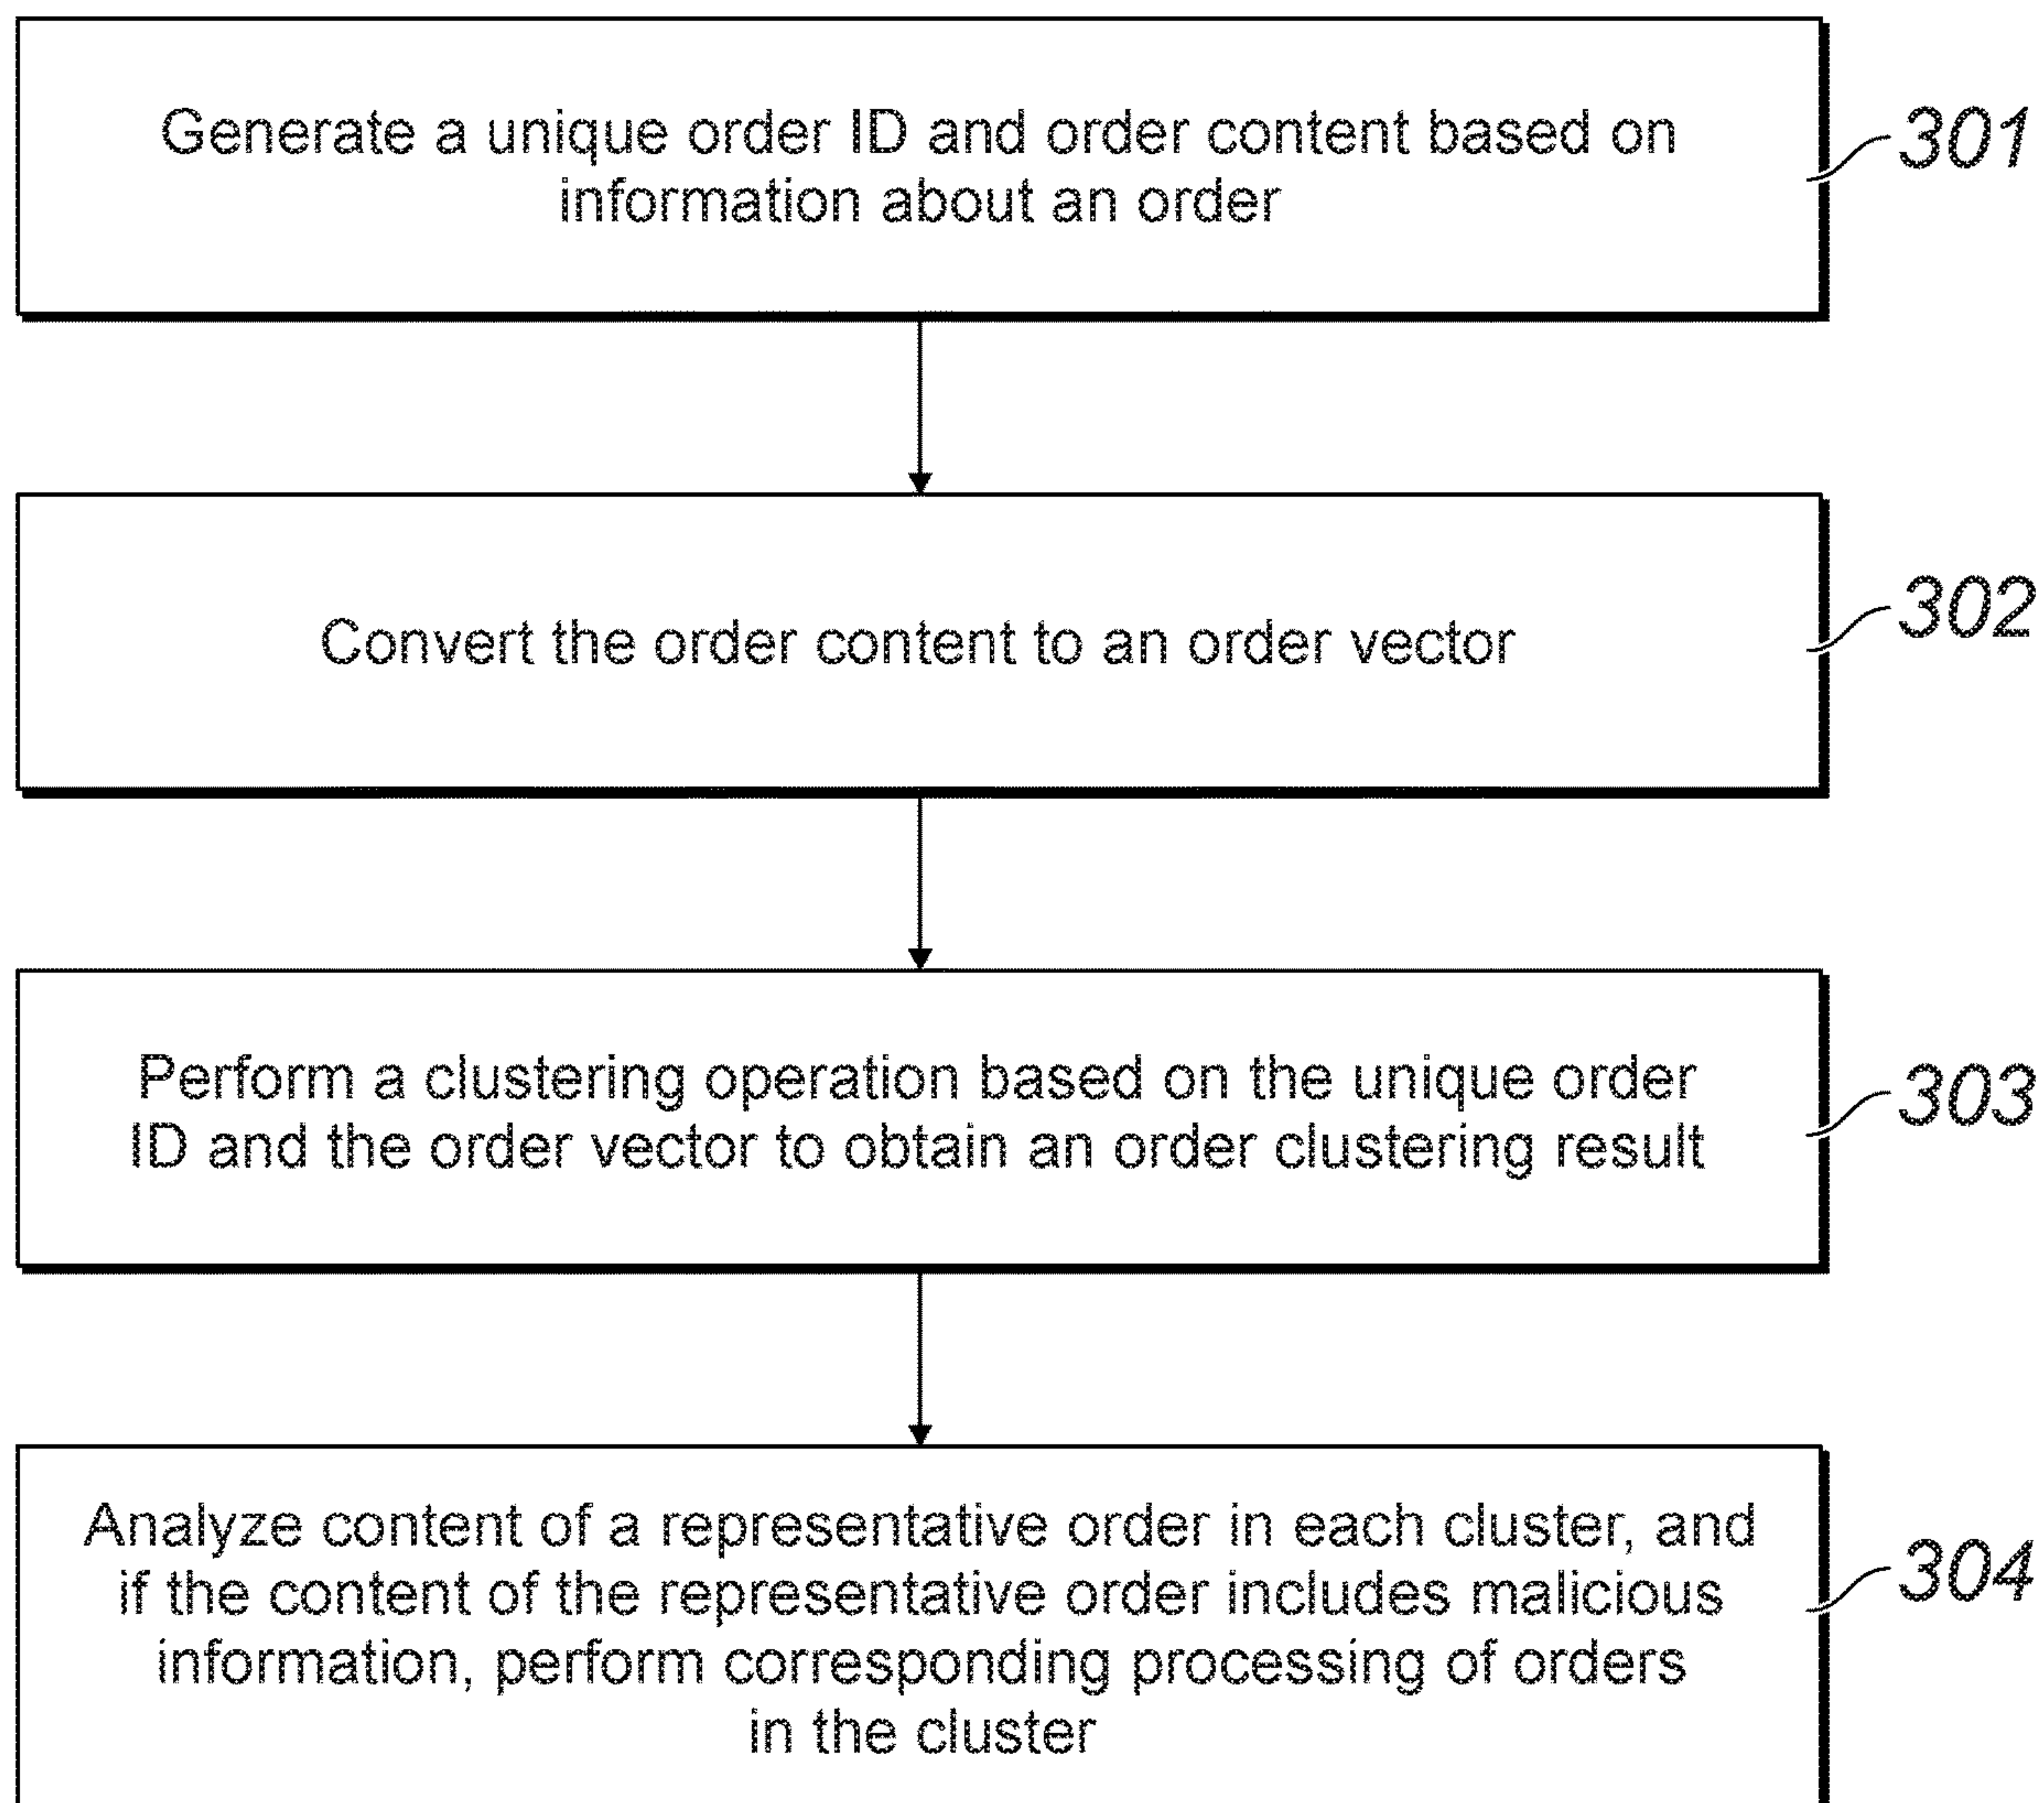 Generate a unique order ID and order content based on
information about an order
301
Convert the order content to an order vector
302
Perform a clustering operation based on the unique order
ID and the order vector to obtain an order clustering result
303
Analyze content of a representative order in each cluster, and
if the content of the representative order includes malicious
information, perform corresponding processing of orders
in the cluster
304